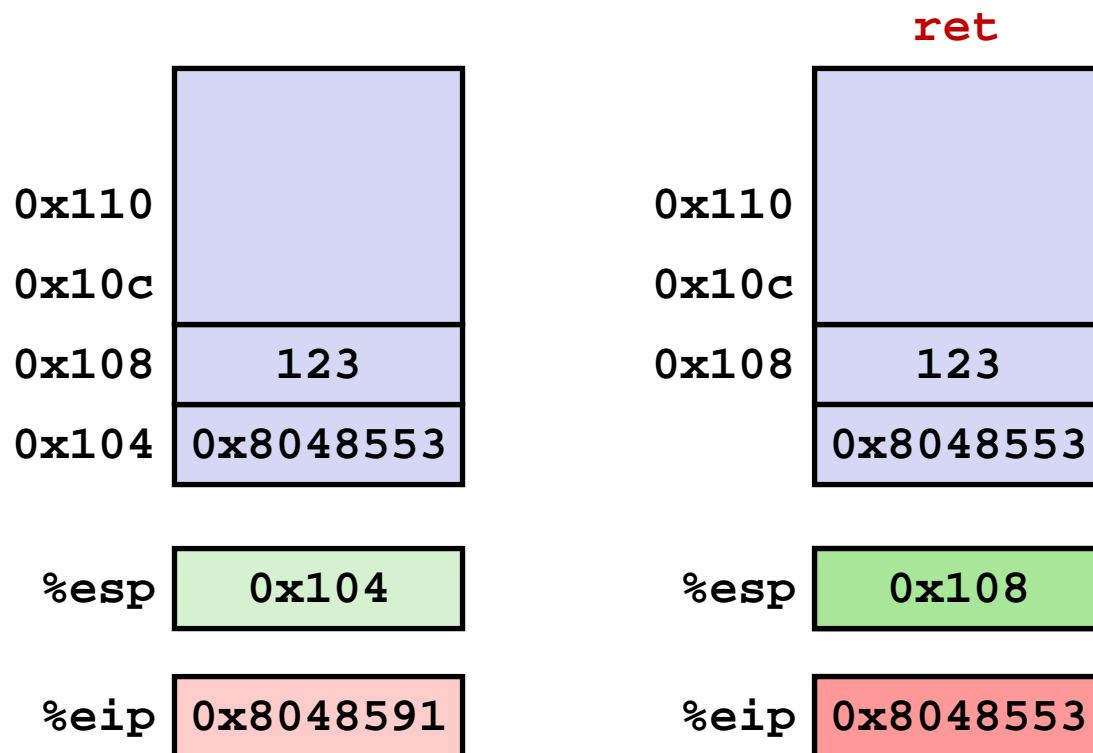 ret
0x110 0x110
0x10c 0x10c
0x108 123 0x108 123
0x104 0x8048553 0x8048553
%esp 0x104 %esp 0x108
%eip 0x8048591 %eip 0x8048553